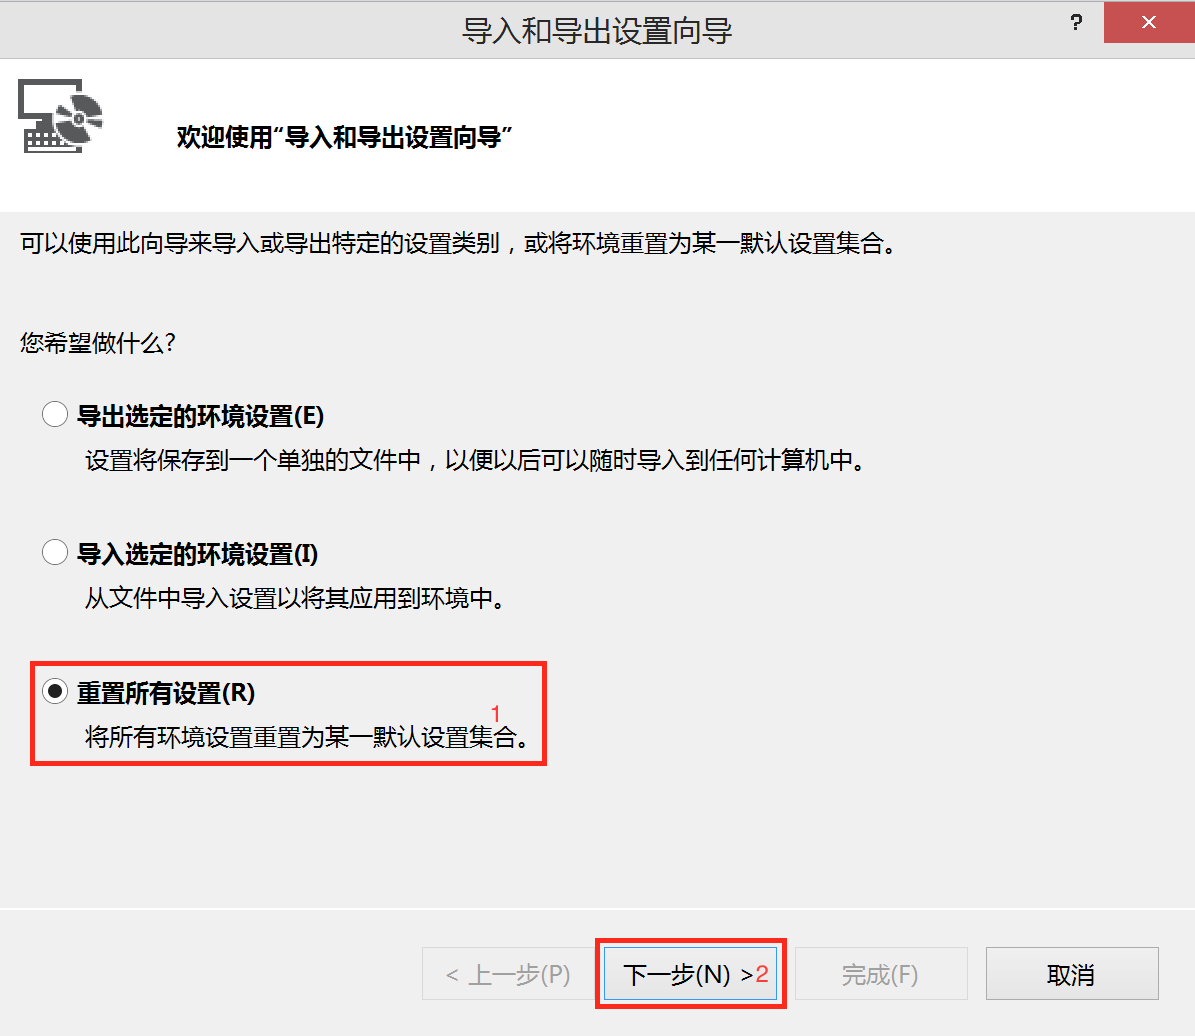 导入和导出设置向导
?
欢迎使用“导入和导出设置向导”
可以使用此向导来导入或导出特定的设置类别，或将环境重置为某一默认设置集合。
您希望做什么?
导出选定的环境设置(E)
设置将保存到一个单独的文件中，以便以后可以随时导入到任何计算机中。
导入选定的环境设置(I)
从文件中导入设置以将其应用到环境中。
重置所有设置(R)
1
将所有环境设置重置为某一默认设置集合。
< 上一步(P) 下一步(N) > 2 完成(F) 取消